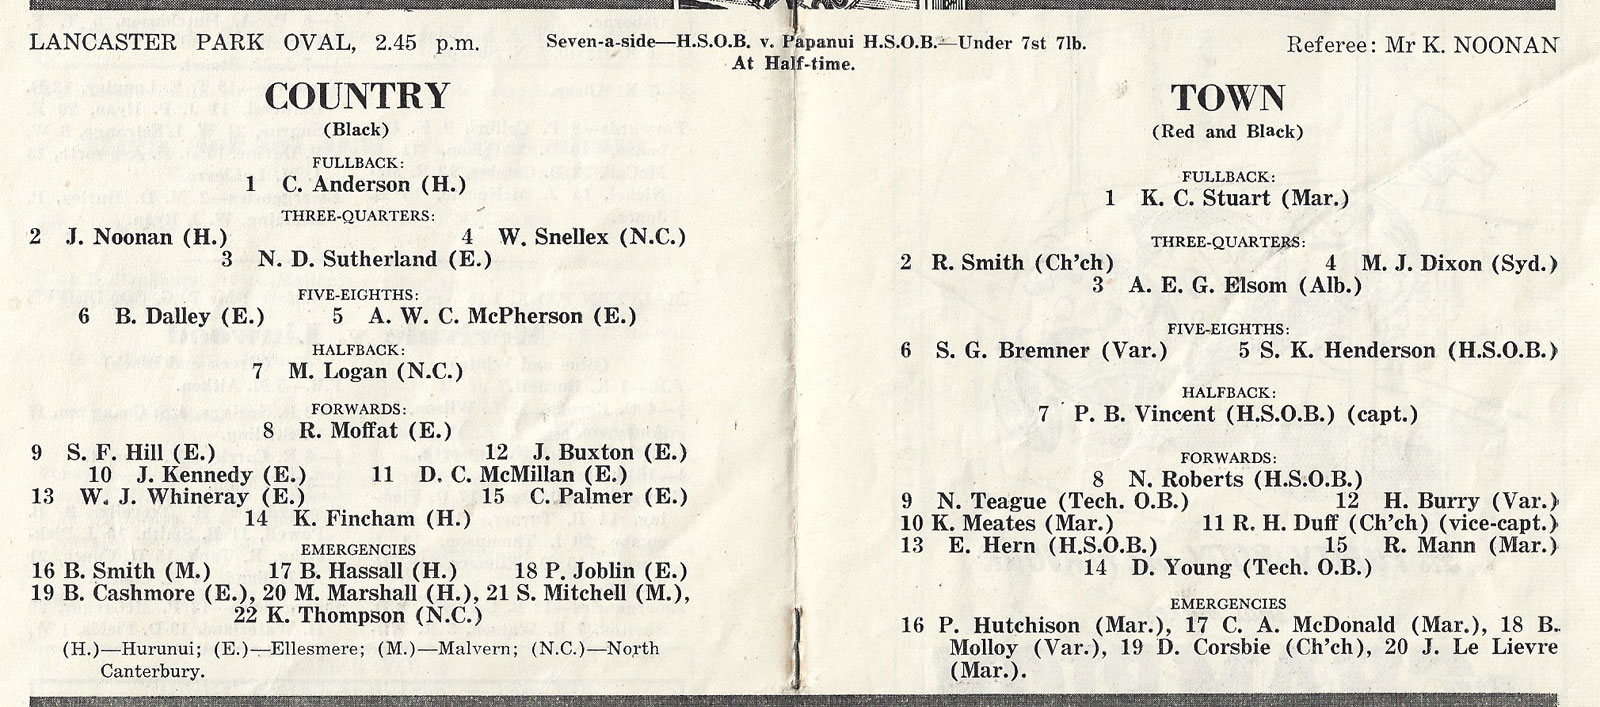 LANCASTER PARK OVAL, 2.45 p.m.
Seven-a-side—H.S.O.B. v. Papanui H.S.O.B.—Under 7st 7lb.
At Half-time.
Referee: Mr K. NOONAN
COUNTRY
(Black)
FULLBACK:
1 C. Anderson (H.)
THREE-QUARTERS:
2 J. Noonan (H.) 4 W. Snellex (N.C.)
3 N. D. Sutherland (E.)
FIVE-EIGHTHS:
6 B. Dalley (E.) 5 A. W. C. McPherson (E.)
HALFBACK:
7 M. Logan (N.C.)
FORWARDS:
8 R. Moffat (E.)
9 S. F. Hill (E.) 12 J. Buxton (E.)
10 J. Kennedy (E.) 11 D. C. McMillan (E.)
13 W. J. Whineray (E.) 15 C. Palmer (E.)
14 K. Fincham (H.)
EMERGENCIES
16 B. Smith (M.) 17 B. Hassall (H.) 18 P. Joblin (E.)
19 B. Cashmore (E.), 20 M. Marshall (H.), 21 S. Mitchell (M.),
22 K. Thompson (N.C.)
(H.)—Hurunui; (E.)—Ellesmere; (M.)—Malvern; (N.C.)—North
Canterbury.
TOWN
(Red and Black)
FULLBACK:
1 K. C. Stuart (Mar.)
THREE-QUARTERS:
2 R. Smith (Ch'ch) 4 M. J. Dixon (Syd.)
3 A. E. G. Elsom (Alb.)
FIVE-EIGHTHS:
6 S. G. Bremner (Var.) 5 S. K. Henderson (H.S.O.B.)
HALFBACK:
7 P. B. Vincent (H.S.O.B.) (capt.)
FORWARDS:
8 N. Roberts (H.S.O.B.)
9 N. Teague (Tech. O.B.) 12 H. Burry (Var.)
10 K. Meates (Mar.) 11 R. H. Duff (Ch'ch) (vice-capt.)
13 E. Hern (H.S.O.B.) 15 R. Mann (Mar.)
14 D. Young (Tech. O.B.)
EMERGENCIES
16 P. Hutchison (Mar.), 17 C. A. McDonald (Mar.), 18 B.
Molloy (Var.), 19 D. Corsbie (Ch'ch), 20 J. Le Lievre
(Mar.).